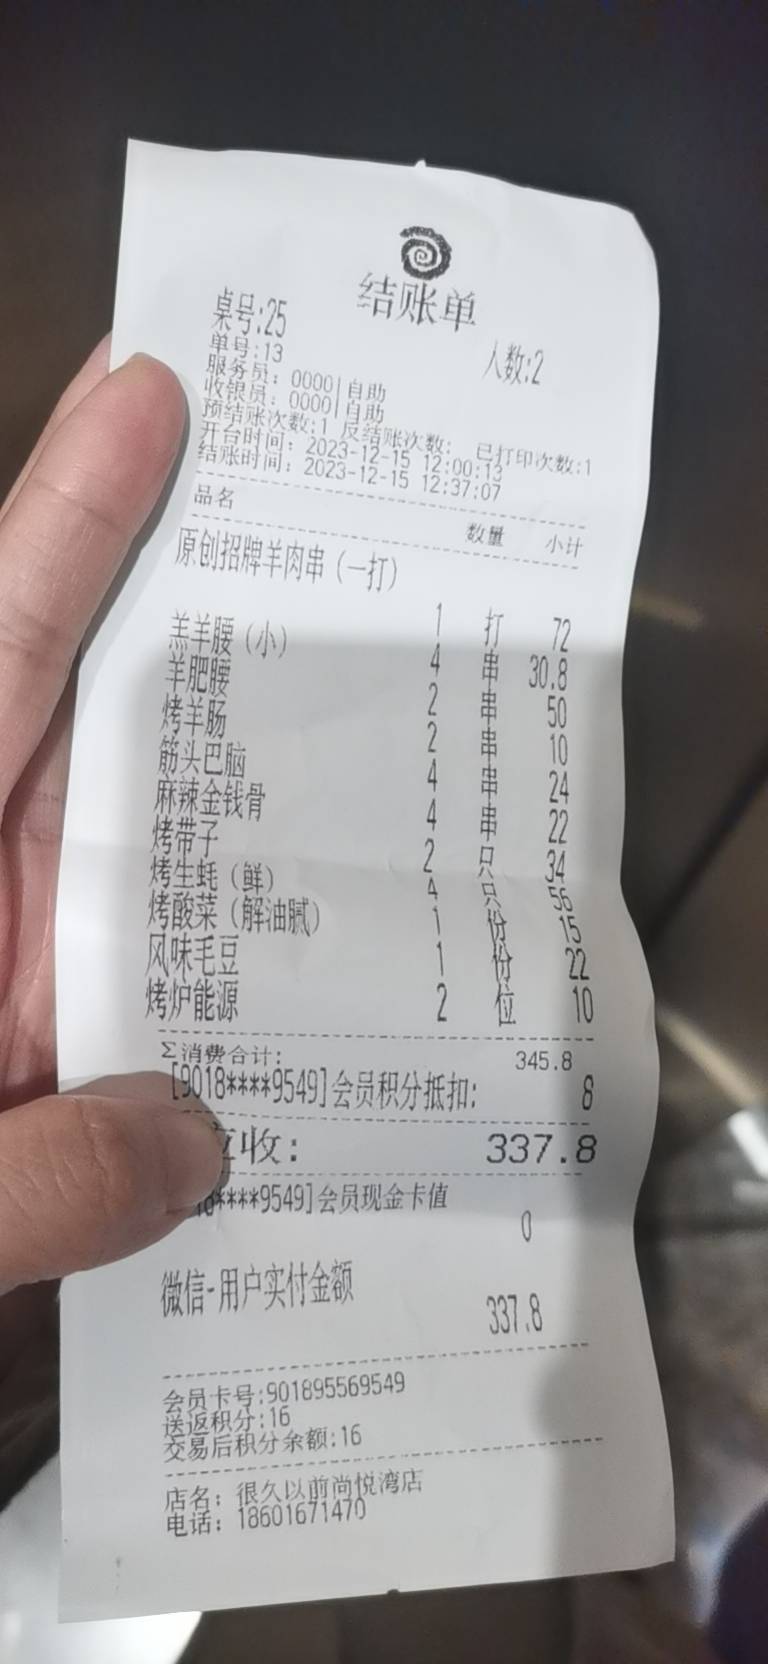 结账单
桌号:25 人数:2
单号:13
服务员: 0000|自助
收银员: 0000|自助
预结账次数:1 反结账次数: 已打印次数:1
开台时间: 2023-12-15 12:00:13
结账时间: 2023-12-15 12:37:07
品名 数量 小计
原创招牌羊肉串(一打)
1 打 72
羔羊腰(小) 4 串 30.8
羊肥腰 2 串 50
烤羊肠 2 串 10
筋头巴脑 4 串 24
麻辣金钱骨 4 串 22
烤带子 2 只 34
烤生蚝(鲜) 4 只 56
烤酸菜(解油腻) 1 份 15
风味毛豆 1 份 22
烤炉能源 2 位 10
Σ消费合计: 345.8
[9018****9549]会员积分抵扣: 8
收: 337.8
****9549]会员现金卡值
0
微信-用户实付金额
337.8
会员卡号:901895569549
送返积分:16
交易后积分余额:16
店名: 很久以前尚悦湾店
电话: 18601671470